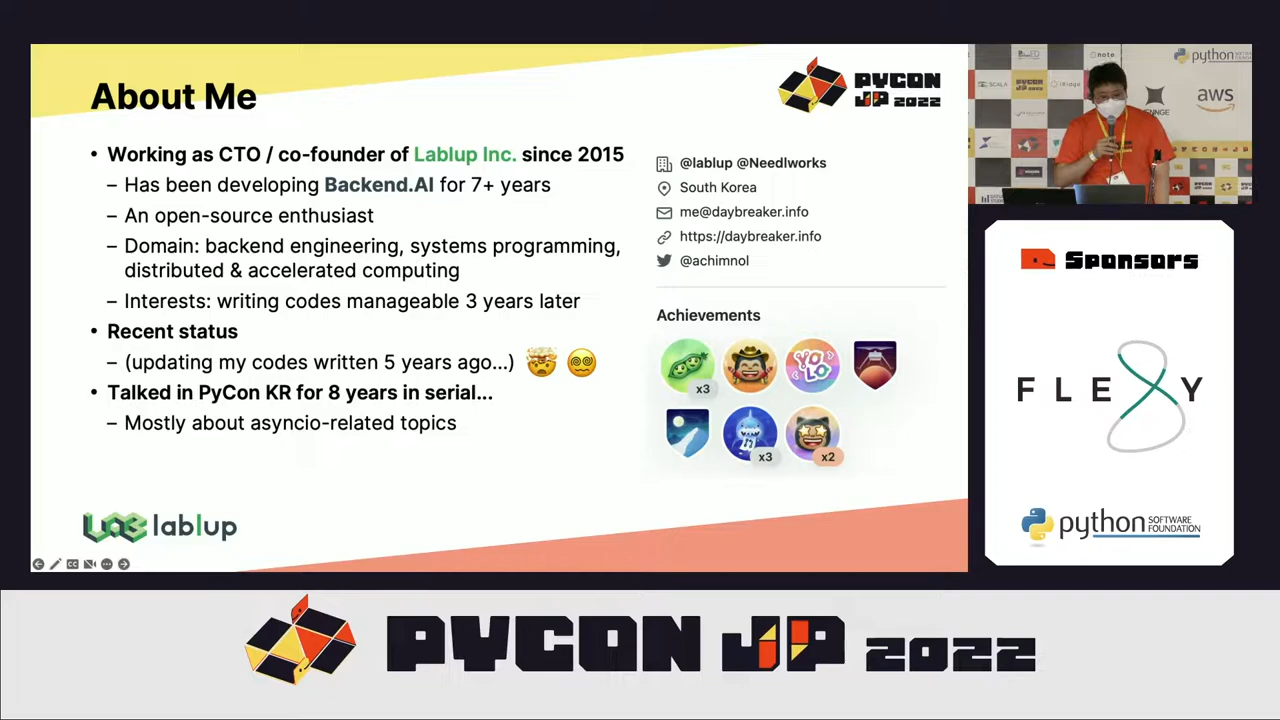 About Me
PYCON
JP 2022
• Working as CTO / co-founder of Lablup Inc. since 2015
– Has been developing Backend.AI for 7+ years
– An open-source enthusiast
– Domain: backend engineering, systems programming,
distributed & accelerated computing
– Interests: writing codes manageable 3 years later
• Recent status
– (updating my codes written 5 years ago...)
• Talked in PyCon KR for 8 years in serial...
– Mostly about asyncio-related topics
@lablup @Needlworks
South Korea
me@daybreaker.info
https://daybreaker.info
@achimnol
Achievements
x3
YOLO
x3
x2
lablup
note
python
SCALA
aws
Sponsors
FLEXY
python SOFTWARE
FOUNDATION
PYCON JP 2022